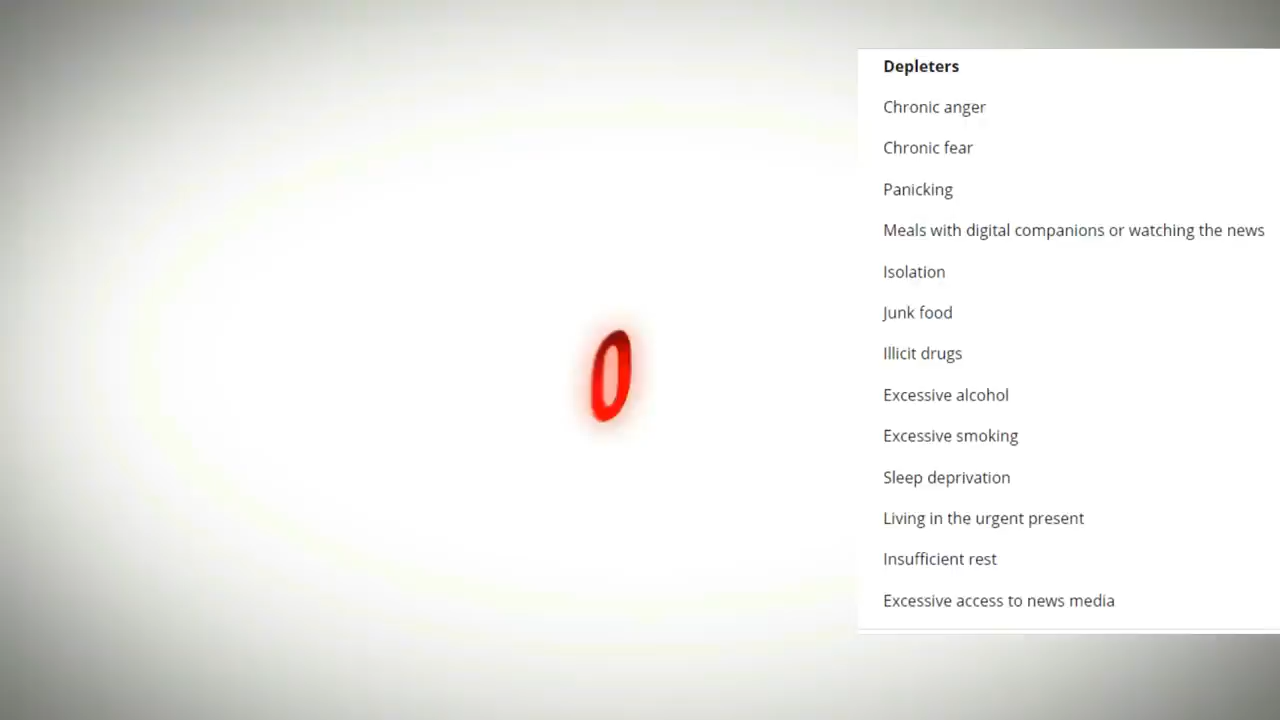 0
Depleters
Chronic anger
Chronic fear
Panicking
Meals with digital companions or watching the news
Isolation
Junk food
Illicit drugs
Excessive alcohol
Excessive smoking
Sleep deprivation
Living in the urgent present
Insufficient rest
Excessive access to news media